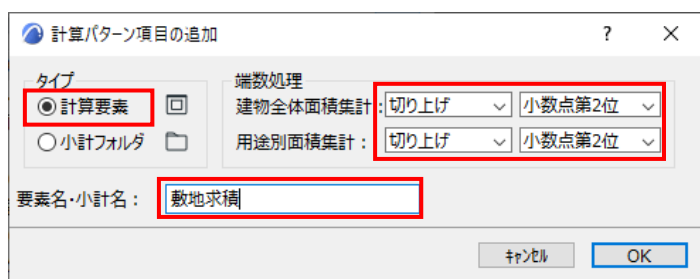 計算パターン項目の追加
タイプ
計算要素
小計フォルダ
端数処理
建物全体面積集計： 切り上げ 小数点第2位
用途別面積集計： 切り上げ 小数点第2位
要素名・小計名： 敷地求積
ｷｬﾝｾﾙ OK